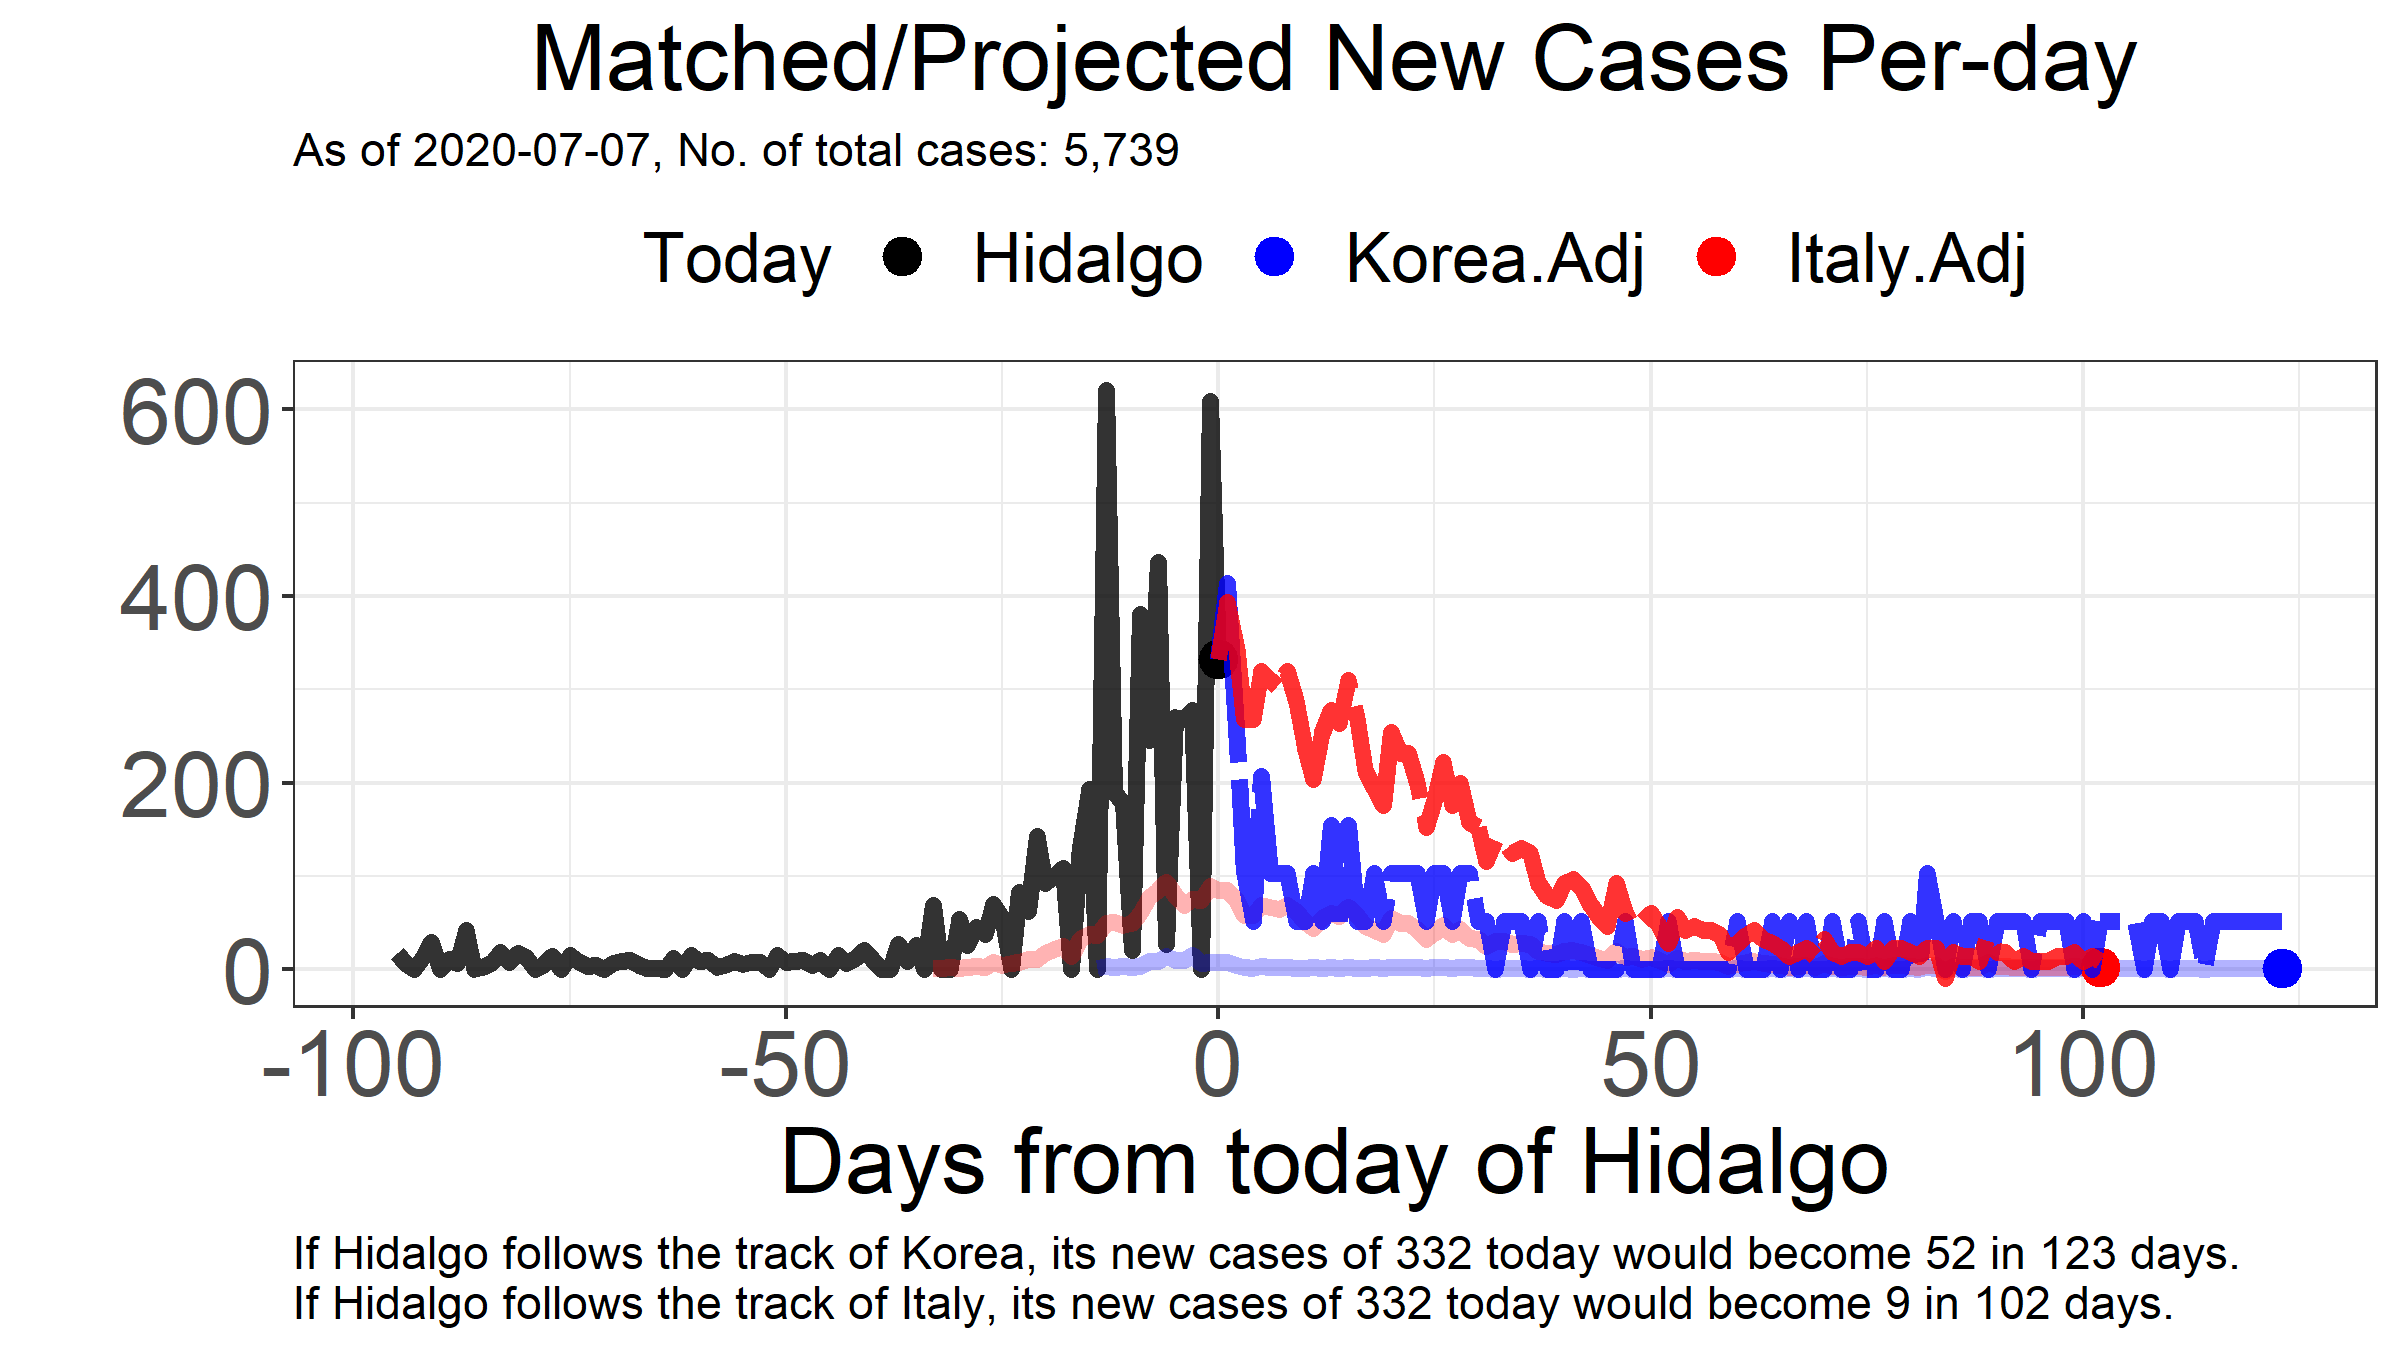 Matched/Projected New Cases Per-day
As of 2020-07-07, No. of total cases: 5,739
Today Hidalgo Korea.Adj Italy.Adj
600
400
200
0
-100 -50 0 50 100
Days from today of Hidalgo
If Hidalgo follows the track of Korea, its new cases of 332 today would become 52 in 123 days.
If Hidalgo follows the track of Italy, its new cases of 332 today would become 9 in 102 days.